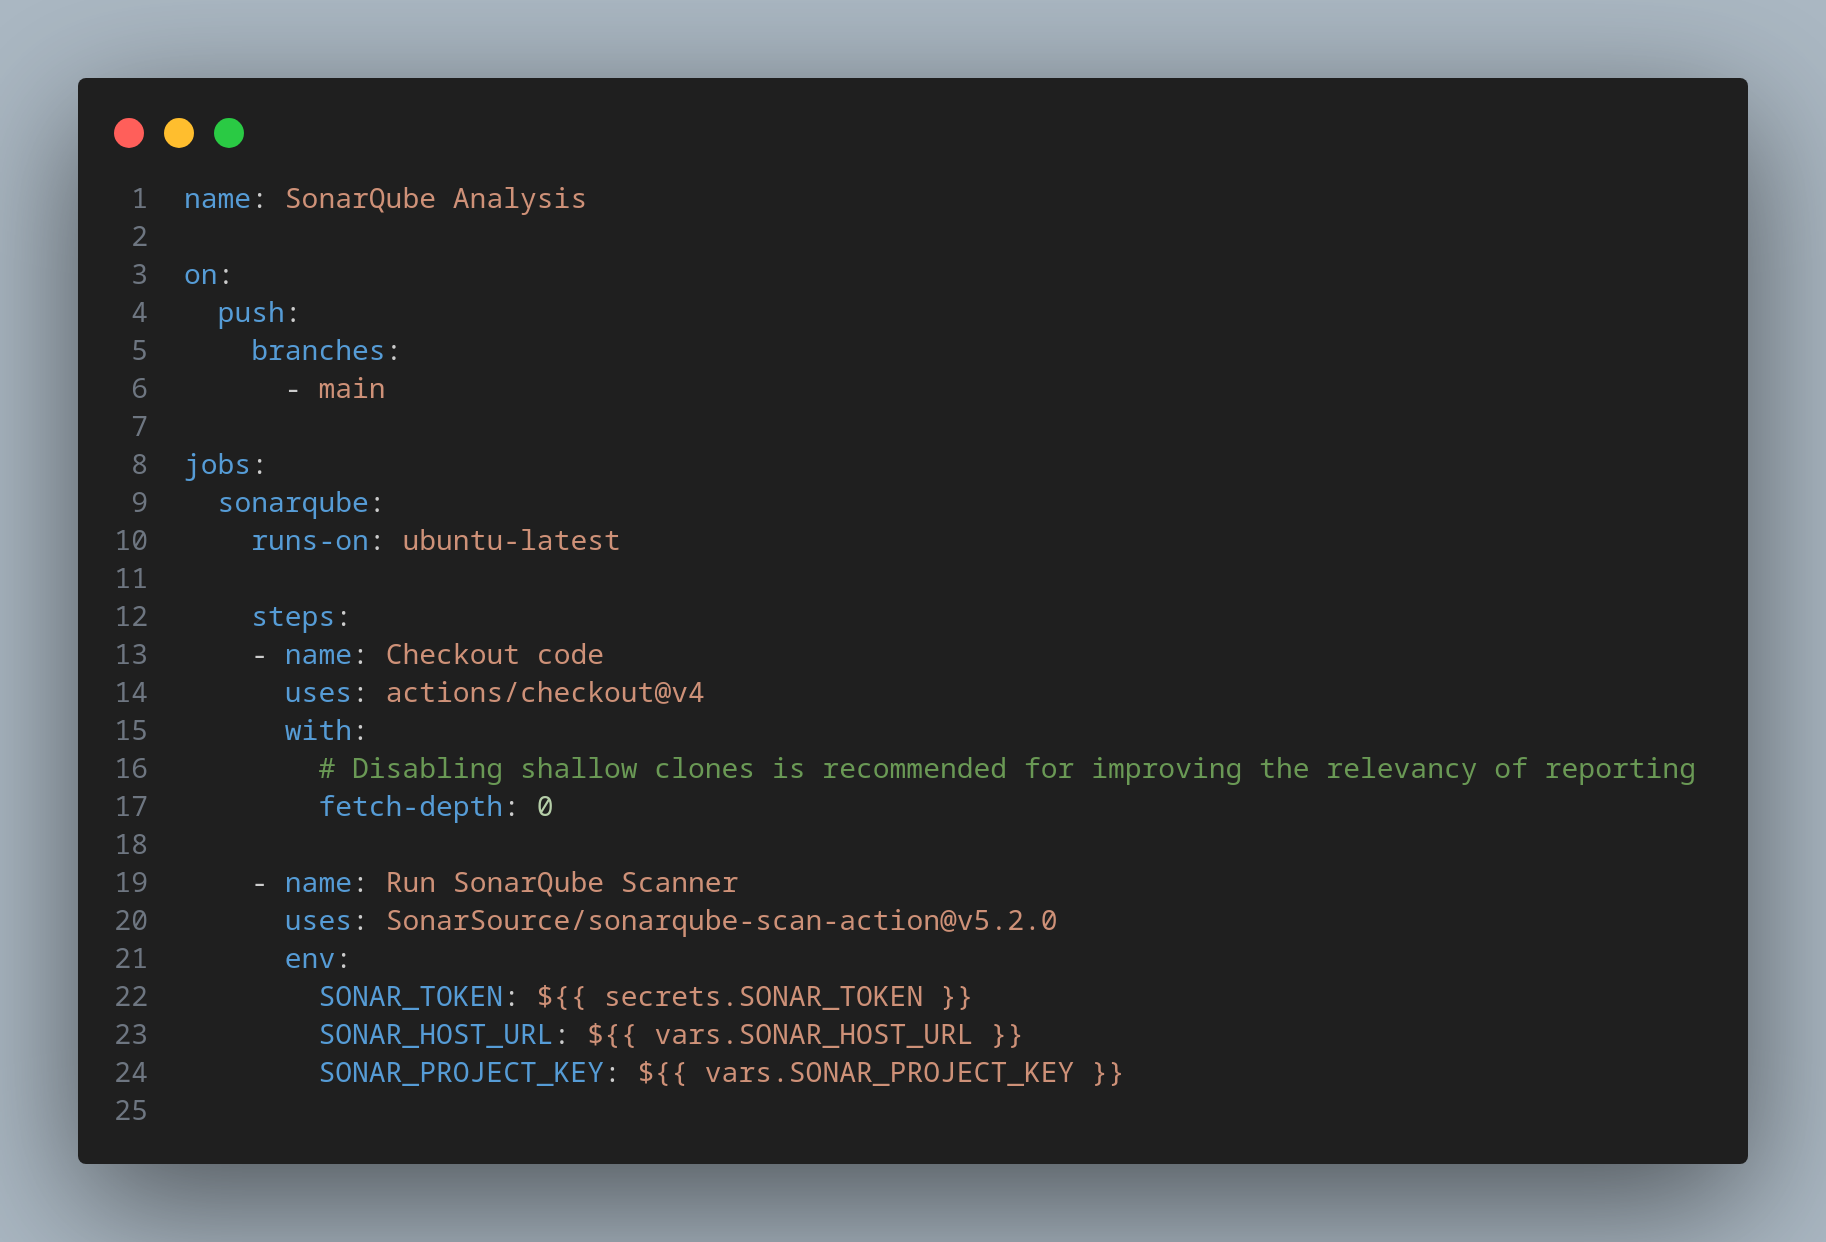 1 name: SonarQube Analysis
2
3 on:
4   push:
5     branches:
6       - main
7
8 jobs:
9   sonarqube:
10     runs-on: ubuntu-latest
11
12     steps:
13     - name: Checkout code
14       uses: actions/checkout@v4
15       with:
16         # Disabling shallow clones is recommended for improving the relevancy of reporting
17         fetch-depth: 0
18
19     - name: Run SonarQube Scanner
20       uses: SonarSource/sonarqube-scan-action@v5.2.0
21       env:
22         SONAR_TOKEN: ${{ secrets.SONAR_TOKEN }}
23         SONAR_HOST_URL: ${{ vars.SONAR_HOST_URL }}
24         SONAR_PROJECT_KEY: ${{ vars.SONAR_PROJECT_KEY }}
25